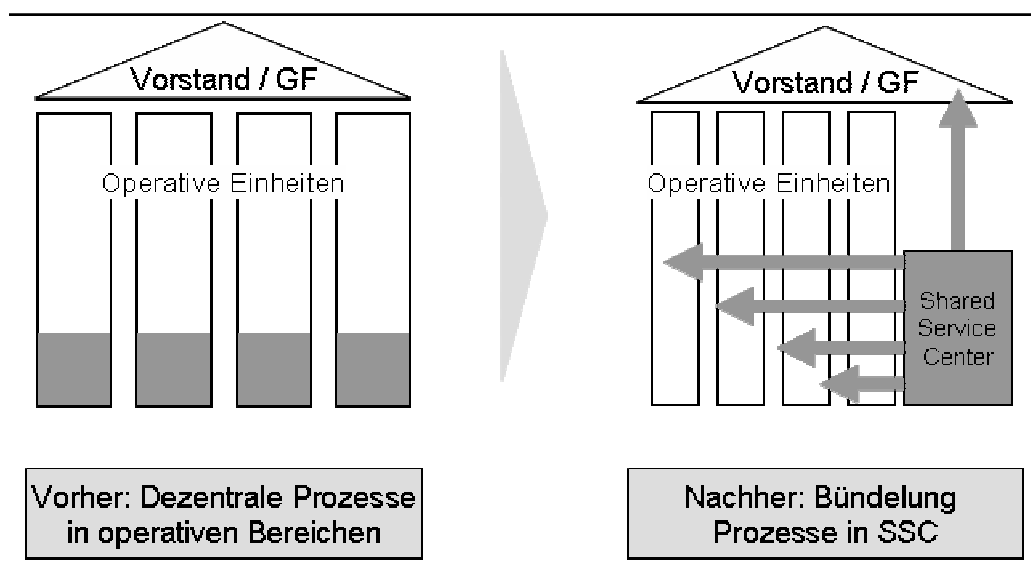 Vorstand / GF
Operative Einheiten
Vorher: Dezentrale Prozesse
in operativen Bereichen
Vorstand / GF
Operative Einheiten
Shared
Service
Center
Nachher: Bündelung
Prozesse in SSC